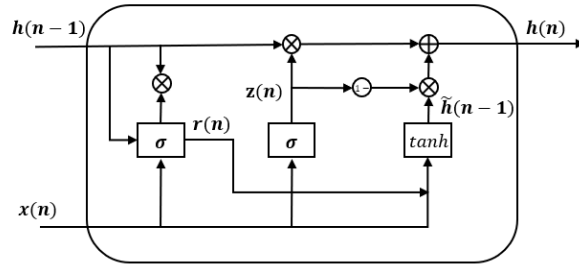 h(n−1) h(n)
z(n) 1− h̃(n−1)
r(n)
σ σ tanh
x(n)